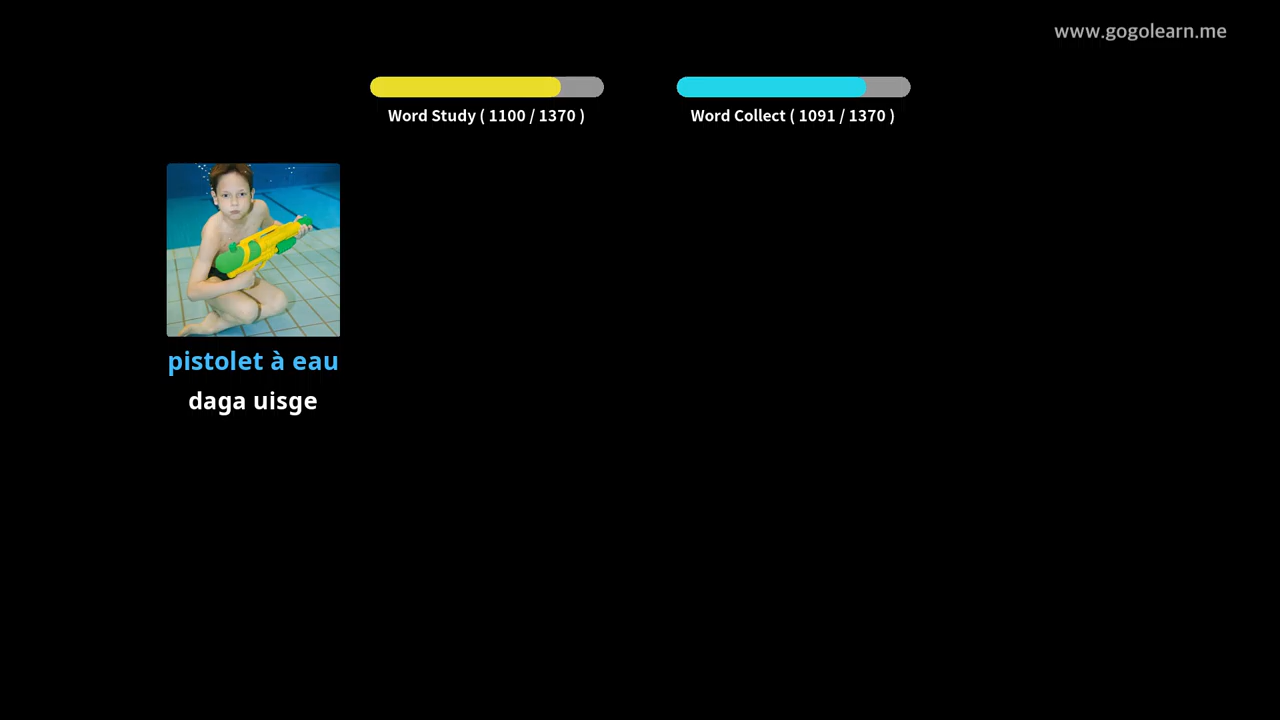 www.gogolearn.me
Word Study ( 1100 / 1370 )
Word Collect ( 1091 / 1370 )
pistolet à eau
daga uisge